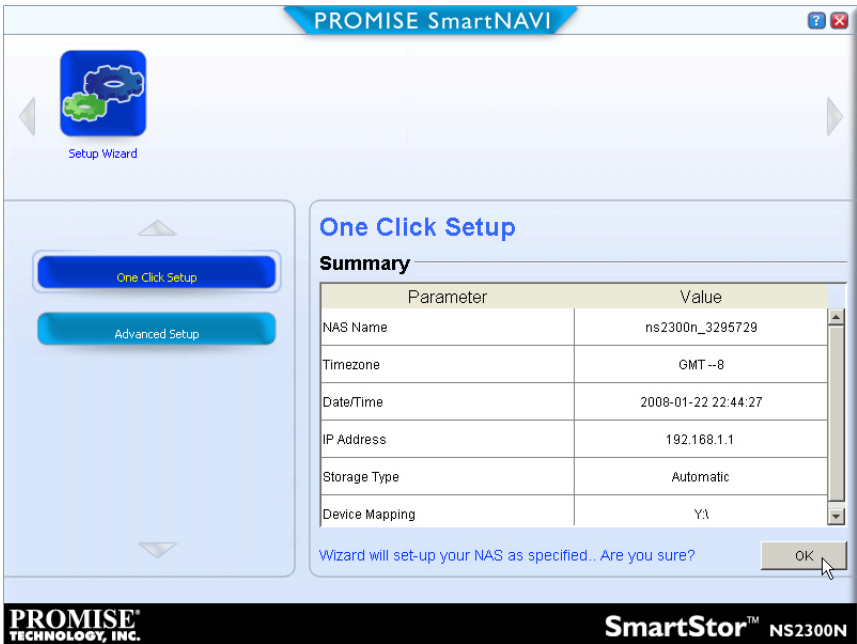 PROMISE SmartNAVI
?
Setup Wizard
One Click Setup
Advanced Setup
One Click Setup
Summary
Parameter Value
NAS Name ns2300n_3295729
Timezone GMT --8
Date/Time 2008-01-22 22:44:27
IP Address 192.168.1.1
Storage Type Automatic
Device Mapping Y:\
Wizard will set-up your NAS as specified.. Are you sure?
OK
PROMISE®
TECHNOLOGY, INC.
SmartStor™ NS2300N